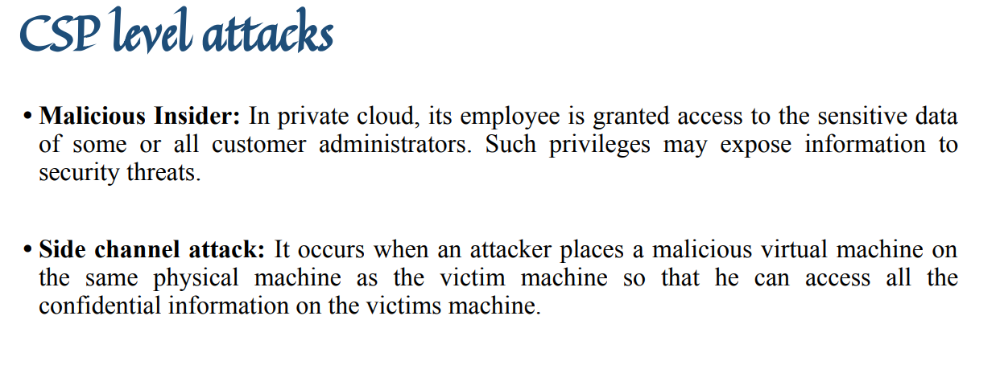 CSP level attacks
• Malicious Insider: In private cloud, its employee is granted access to the sensitive data
of some or all customer administrators. Such privileges may expose information to
security threats.
• Side channel attack: It occurs when an attacker places a malicious virtual machine on
the same physical machine as the victim machine so that he can access all the
confidential information on the victims machine.